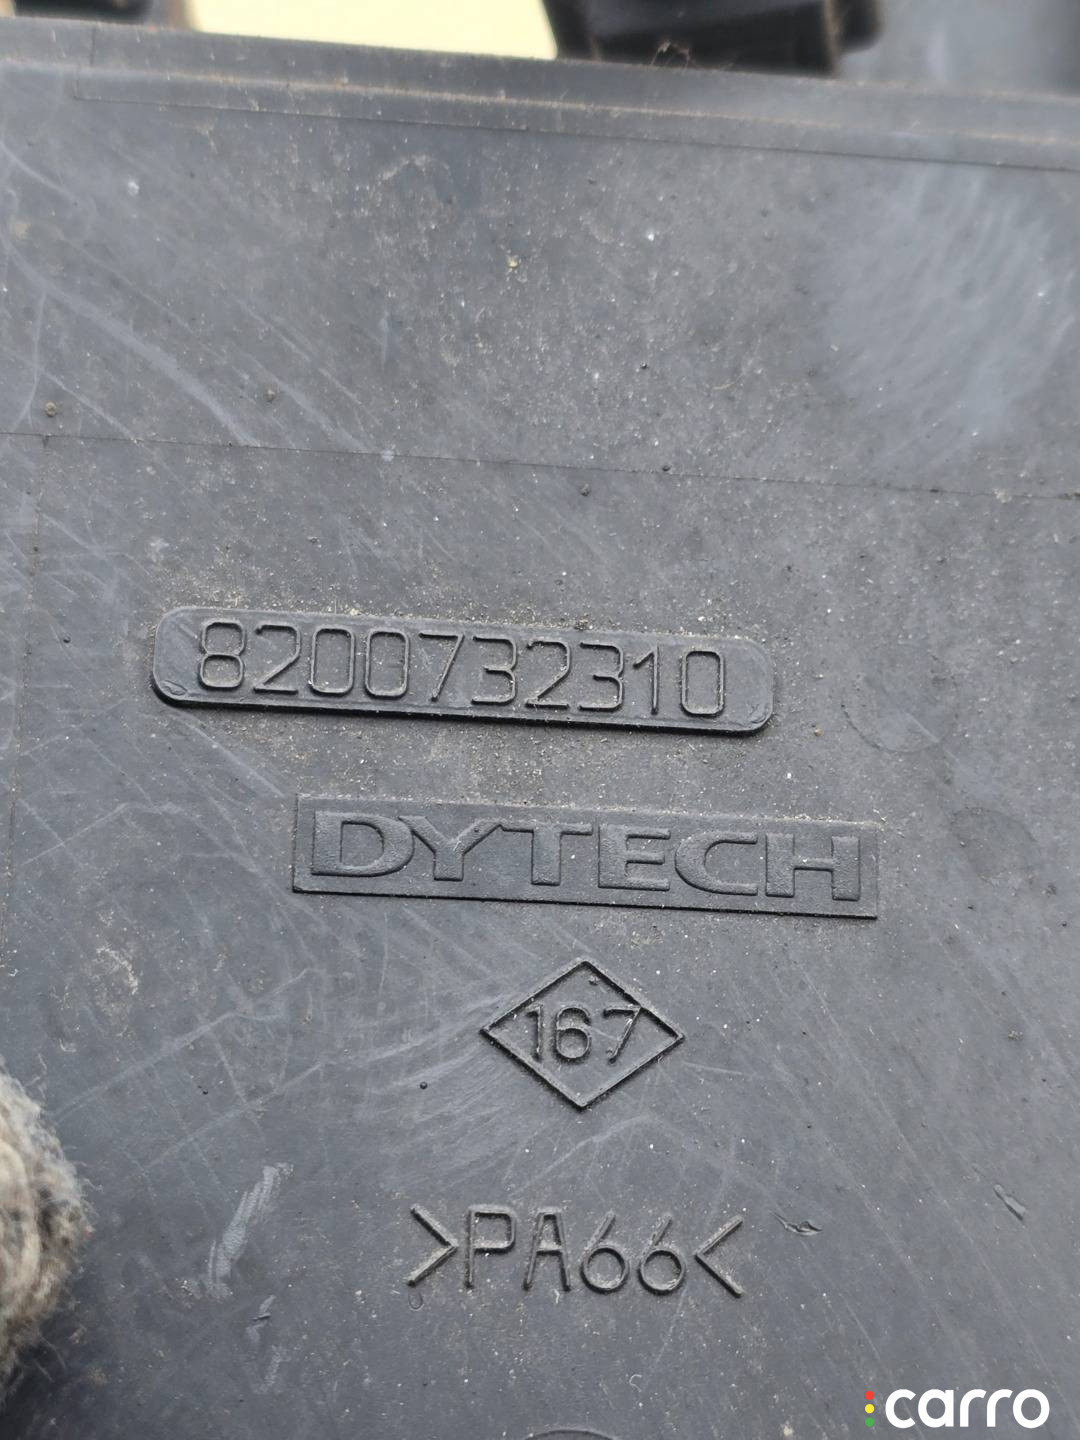 8200732310
DYTECH
167
>PA66<
carro